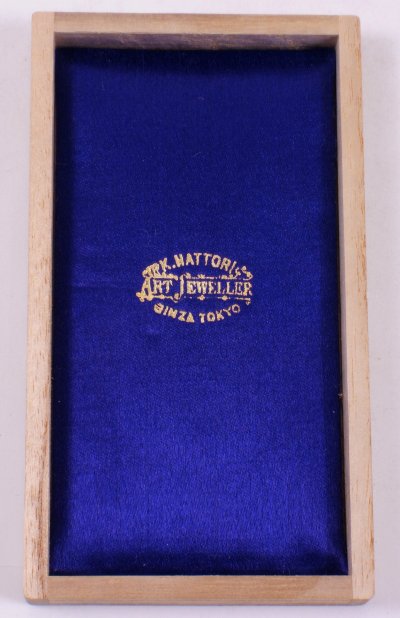 K. HATTORI & CO
ART JEWELLER
GINZA TOKYO